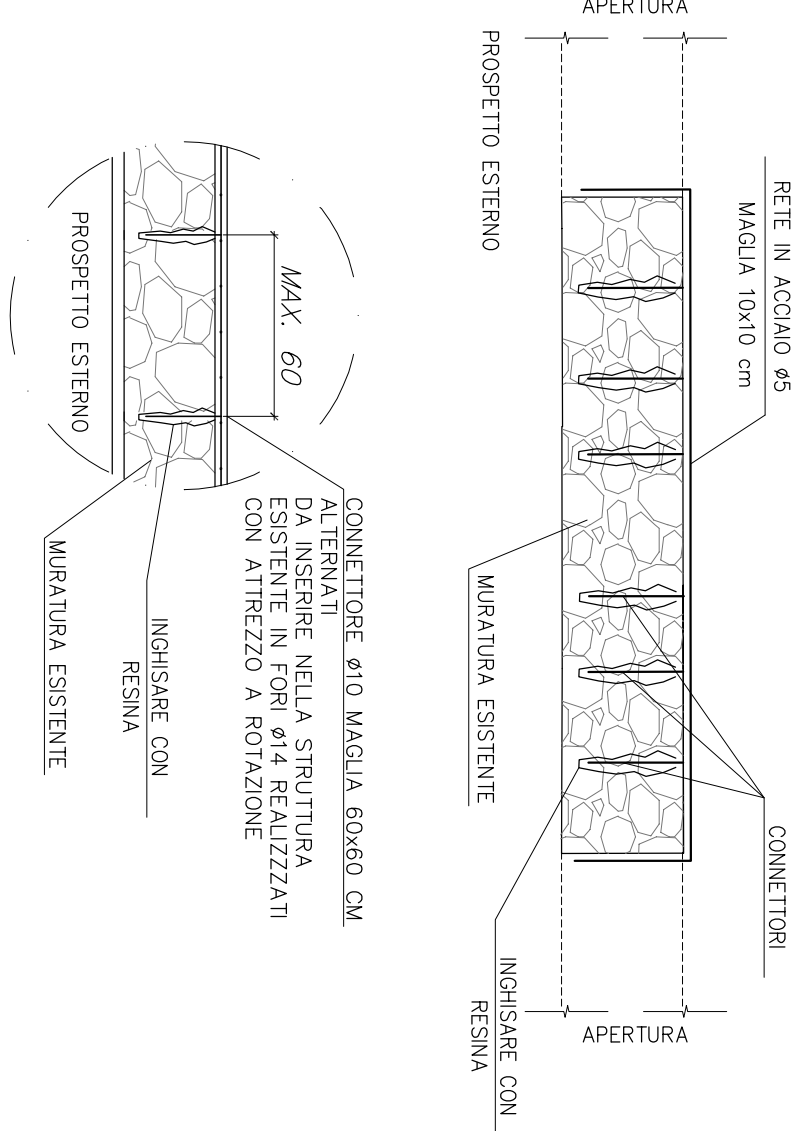 APERTURA
PROSPETTO ESTERNO
RETE IN ACCIAIO ø5
MAGLIA 10x10 cm
MURATURA ESISTENTE
CONNETTORI
INGHISARE CON
RESINA
APERTURA
PROSPETTO ESTERNO
MAX. 60
CONNETTORE ø10 MAGLIA 60x60 CM
ALTERNATI
DA INSERIRE NELLA STRUTTURA
ESISTENTE IN FORI ø14 REALIZZZATI
CON ATTREZZO A ROTAZIONE
INGHISARE CON
RESINA
MURATURA ESISTENTE